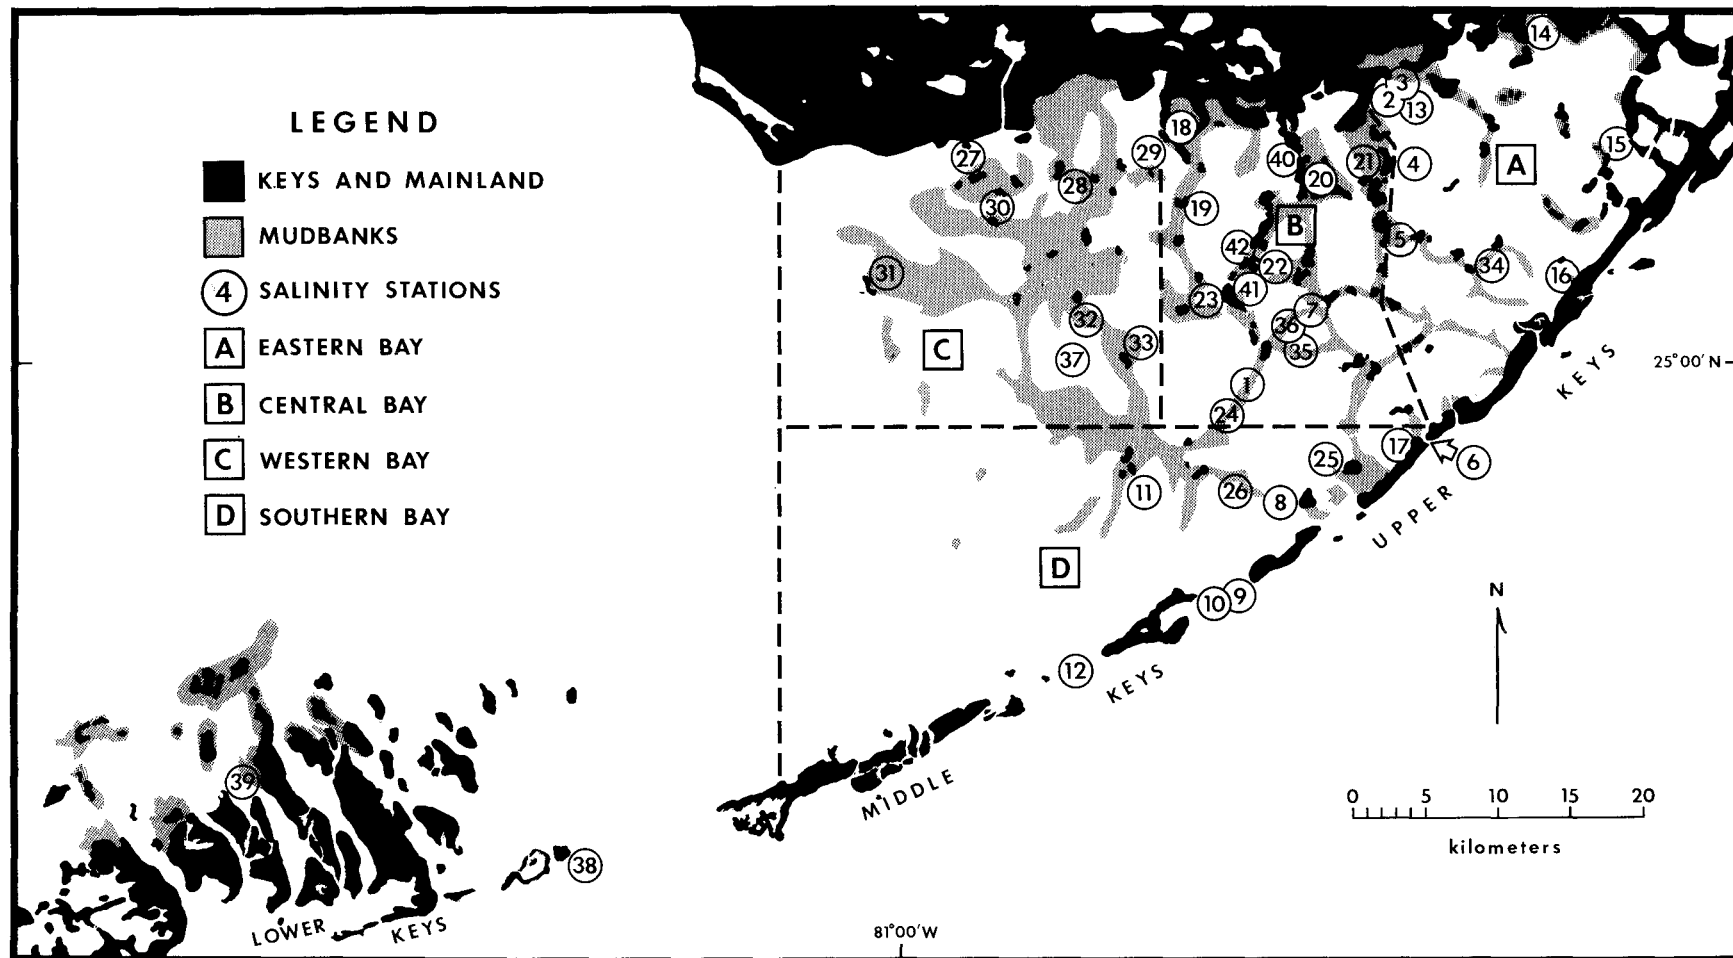 14
3
2
13
18
15
27
29
40
21
4
A
28
20
30
19
B
5
42
34
31
22
16
41
23
7
32
36
33
35
C
37
25°00'N
1
24
17
25
6
11
26
8
D
10
9
12
39
38
LEGEND
KEYS AND MAINLAND
MUDBANKS
4 SALINITY STATIONS
A EASTERN BAY
B CENTRAL BAY
C WESTERN BAY
D SOUTHERN BAY
UPPER KEYS
MIDDLE KEYS
LOWER KEYS
N
0 5 10 15 20
kilometers
81°00'W